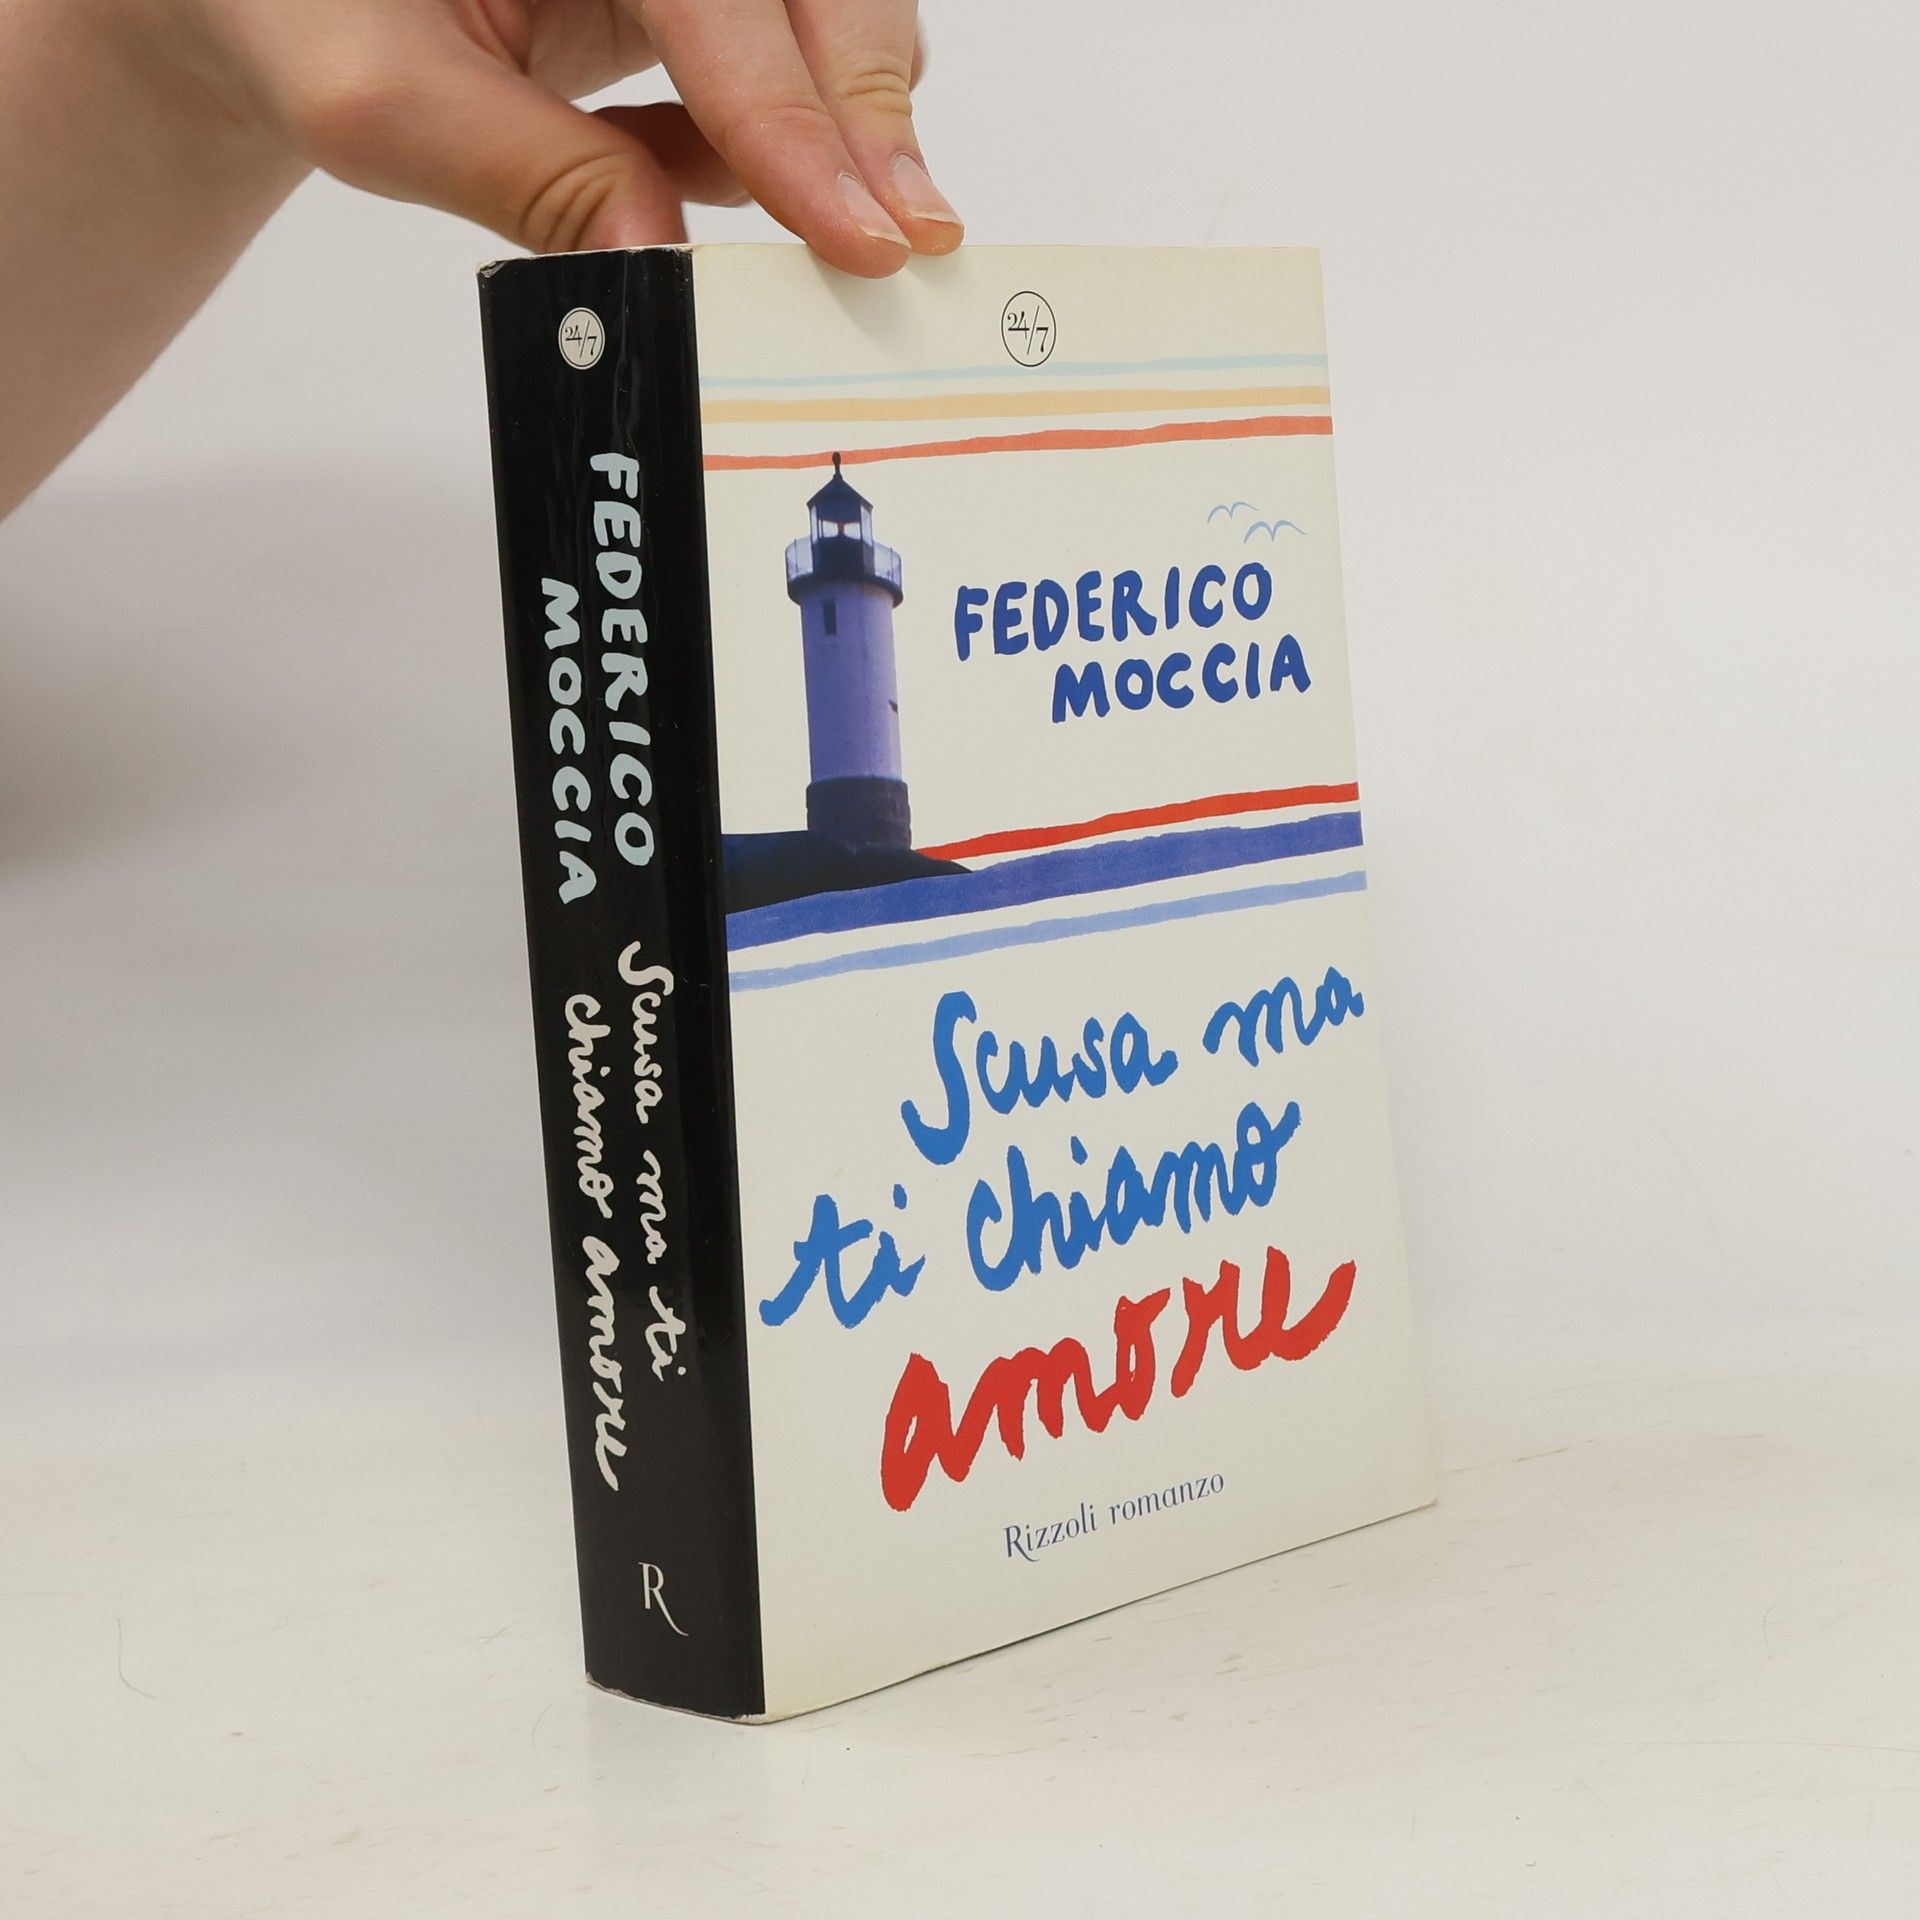 24/7
FEDERICO
MOCCIA
Scusa ma ti
chiamo amore
R
24/7
FEDERICO
MOCCIA
Scusa ma
ti chiamo
amore
Rizzoli romanzo